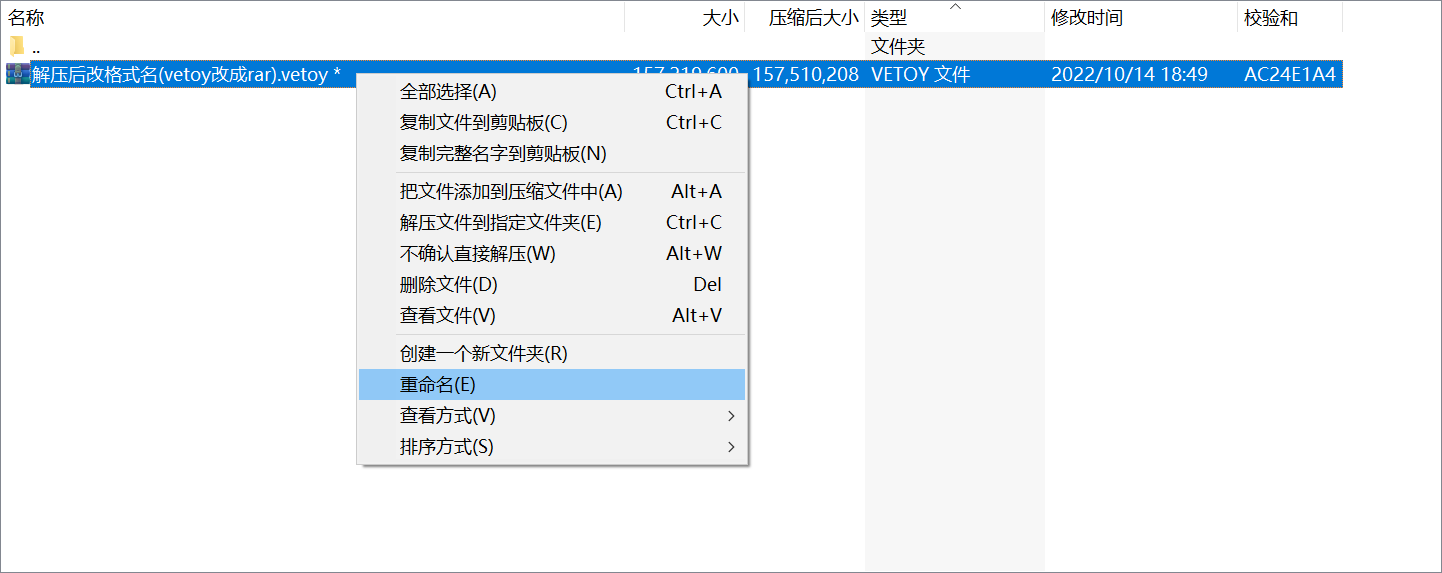 名称 大小 压缩后大小 类型 修改时间 校验和
.. 文件夹
解压后改格式名(vetoy改成rar).vetoy * 157,510,208 VETOY 文件 2022/10/14 18:49 AC24E1A4
全部选择(A) Ctrl+A
复制文件到剪贴板(C) Ctrl+C
复制完整名字到剪贴板(N)
把文件添加到压缩文件中(A) Alt+A
解压文件到指定文件夹(E) Ctrl+C
不确认直接解压(W) Alt+W
删除文件(D) Del
查看文件(V) Alt+V
创建一个新文件夹(R)
重命名(E)
查看方式(V)
排序方式(S)